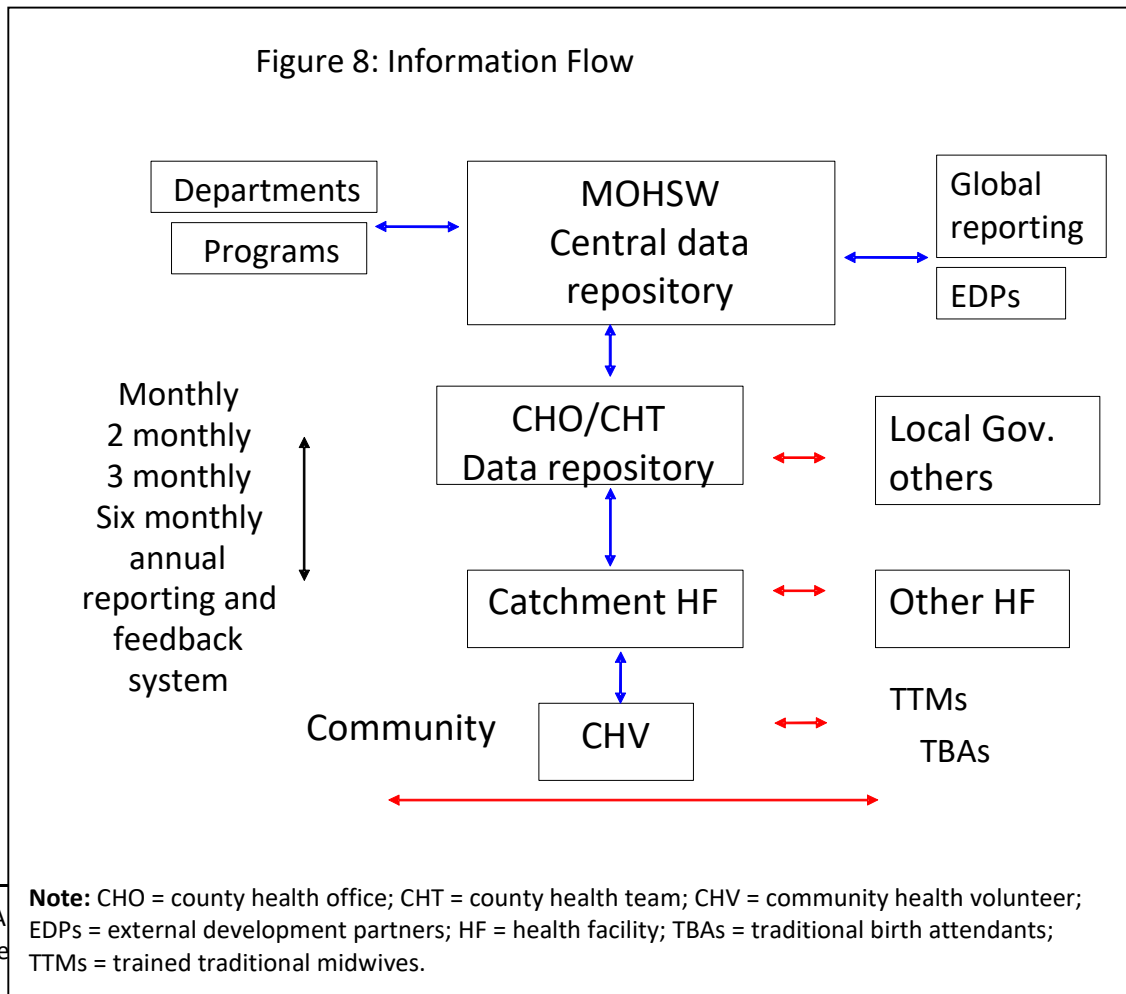 Figure 8: Information Flow
Departments
Programs
MOHSW
Central data
repository
Global
reporting
EDPs
Monthly
2 monthly
3 monthly
Six monthly
annual
reporting and
feedback
system
CHO/CHT
Data repository
Local Gov.
others
Catchment HF
Other HF
Community
CHV
TTMs
TBAs
Note: CHO = county health office; CHT = county health team; CHV = community health volunteer;
EDPs = external development partners; HF = health facility; TBAs = traditional birth attendants;
TTMs = trained traditional midwives.